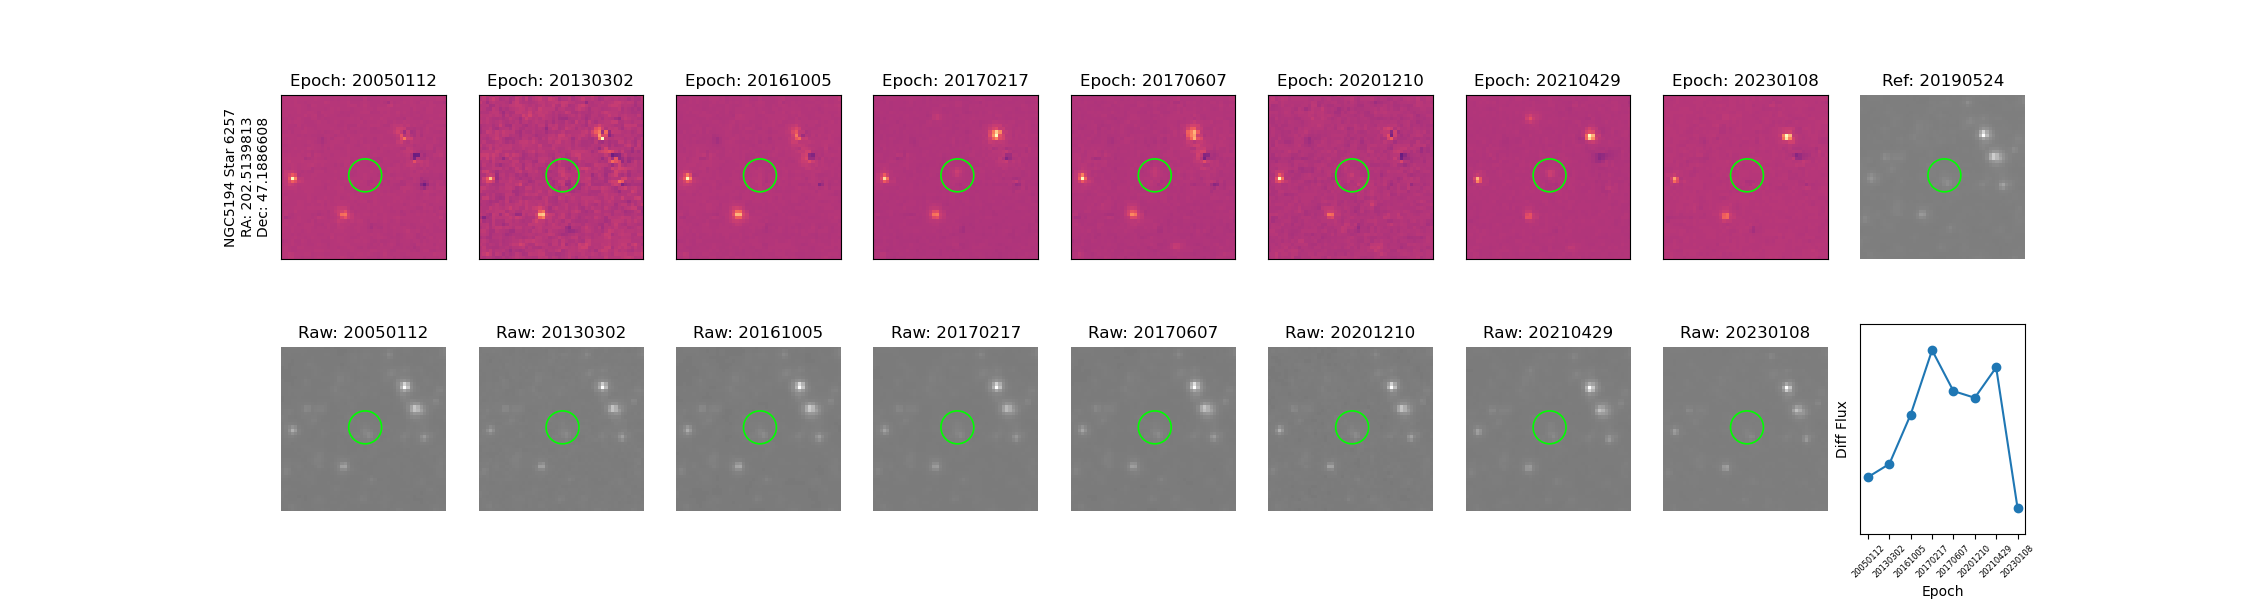 NGC5194 Star 6257
RA: 202.5139813
Dec: 47.1886608
Epoch: 20050112
Epoch: 20130302
Epoch: 20161005
Epoch: 20170217
Epoch: 20170607
Epoch: 20201210
Epoch: 20210429
Epoch: 20230108
Ref: 20190524
Raw: 20050112
Raw: 20130302
Raw: 20161005
Raw: 20170217
Raw: 20170607
Raw: 20201210
Raw: 20210429
Raw: 20230108
Diff Flux
20050112
20130302
20161005
20170217
20170607
20201210
20210429
20230108
Epoch